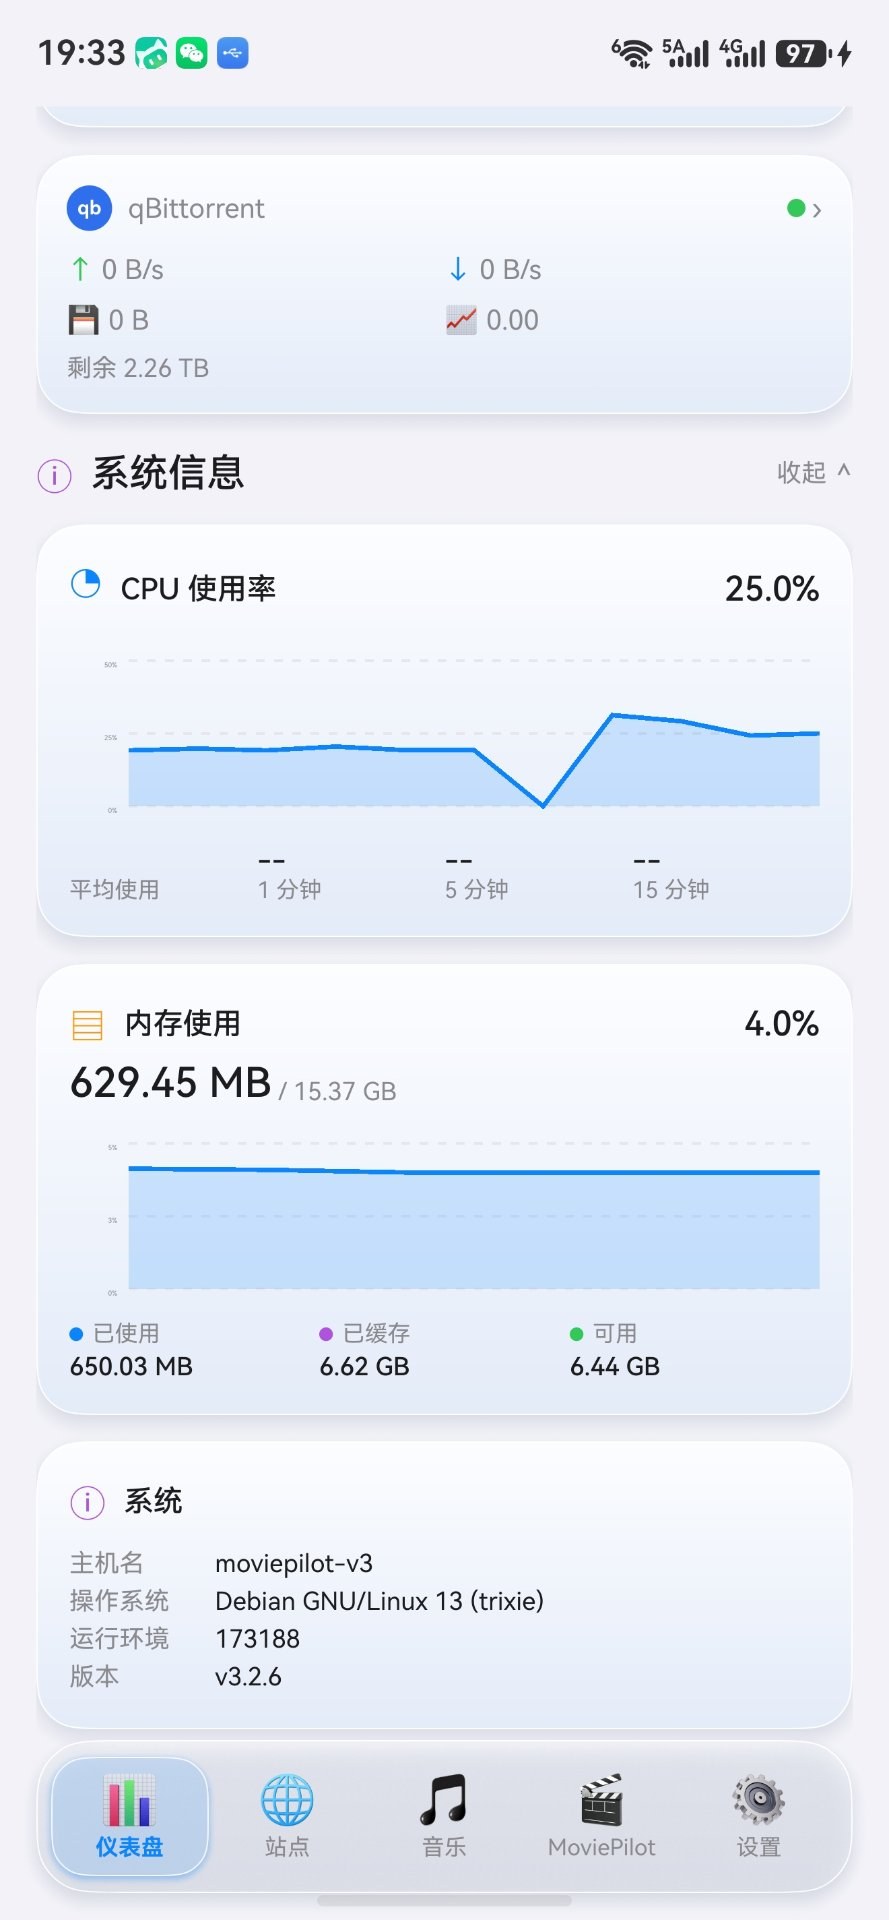 19:33
6
5A
4G
97
qb qBittorrent
↑ 0 B/s
↓ 0 B/s
0 B
0.00
剩余 2.26 TB
系统信息
收起
CPU 使用率
25.0%
50%
25%
0%
平均使用
--
1 分钟
--
5 分钟
--
15 分钟
内存使用
4.0%
629.45 MB / 15.37 GB
5%
3%
0%
已使用
650.03 MB
已缓存
6.62 GB
可用
6.44 GB
系统
主机名 moviepilot-v3
操作系统 Debian GNU/Linux 13 (trixie)
运行环境 173188
版本 v3.2.6
仪表盘
站点
音乐
MoviePilot
设置